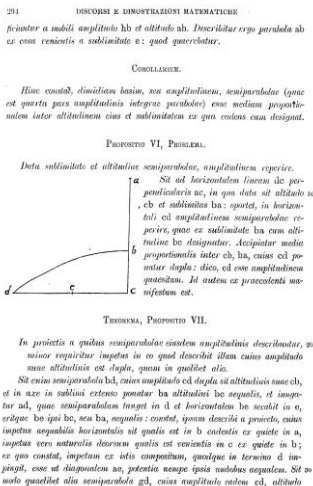 294 DISCORSI E DIMOSTRAZIONI MATEMATICHE
ficiuntur a mobili amplitudo hb et altitudo ah. Describitur ergo parabola ab
ex casu venientis a sublimitate e: quod quaerebatur.
COROLLARIUM.
Hinc constat, dimidiam basim, seu amplitudinem, semiparabolae (quae
est quarta pars amplitudinis integrae parabolae) esse mediam proportio-
nalem inter altitudinem eius et sublimitatem ex qua cadens eam designat.
PROPOSITIO VI, PROBLEMA.
Data sublimitate et altitudine semiparabolae, amplitudinem reperire.
Sit ad horizontalem lineam dc per-
pendicularis ac, in qua data sit altitudo
cb et sublimitas ba: oportet, in horizon-
tali cd amplitudinem semiparabolae re-
perire, quae ex sublimitate ba cum alti-
tudine bc designatur. Accipiatur media
proportionalis inter cb, ba, cuius cd po-
natur dupla: dico, cd esse amplitudinem
quaesitam. Id autem ex praecedenti ma-
nifestum est.
a
b
d e c
THEOREMA, PROPOSITIO VII.
In proiectis a quibus semiparabolae eiusdem amplitudinis describuntur,
minor requiritur impetus in eo quod describit illam cuius amplitudo
suae altitudinis est dupla, quam in quolibet alio.
Sit enim semiparabola bd, cuius amplitudo cd dupla sit altitudinis suae cb,
et in axe in sublimi extenso ponatur ba altitudini bc aequalis, et iunga-
tur ad, quae semiparabolam tanget in d et horizontalem be secabit in e,
eritque be ipsi bc, seu ba, aequalis: constat, ipsam describi a proiecto, cuius
impetus aequabilis horizontalis sit qualis est in b cadentis ex quiete in a,
impetus vero naturalis deorsum qualis est venientis in c ex quiete in b;
ex quo constat, impetum ex istis compositum, quodque in termino d im-
pingit, esse ut diagonalem ae, potentia nempe ipsis ambobus aequalem. Sit
modo quaelibet alia semiparabola gd, cuius amplitudo eadem cd, altitudo